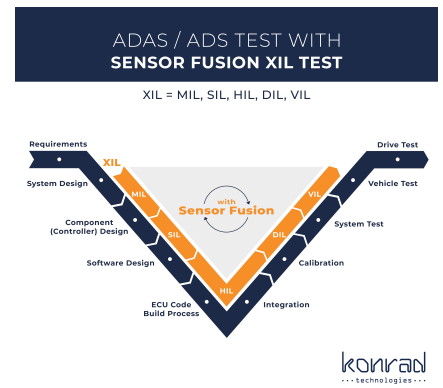 ADAS / ADS TEST WITH
SENSOR FUSION XIL TEST
XIL = MIL, SIL, HIL, DIL, VIL
Requirements
Drive Test
XIL
System Design
MIL
VIL
Vehicle Test
with
Sensor Fusion
Component
(Controller) Design
SIL
DIL
System Test
Software Design
Calibration
HIL
ECU Code
Build Process
Integration
konrad
technologies